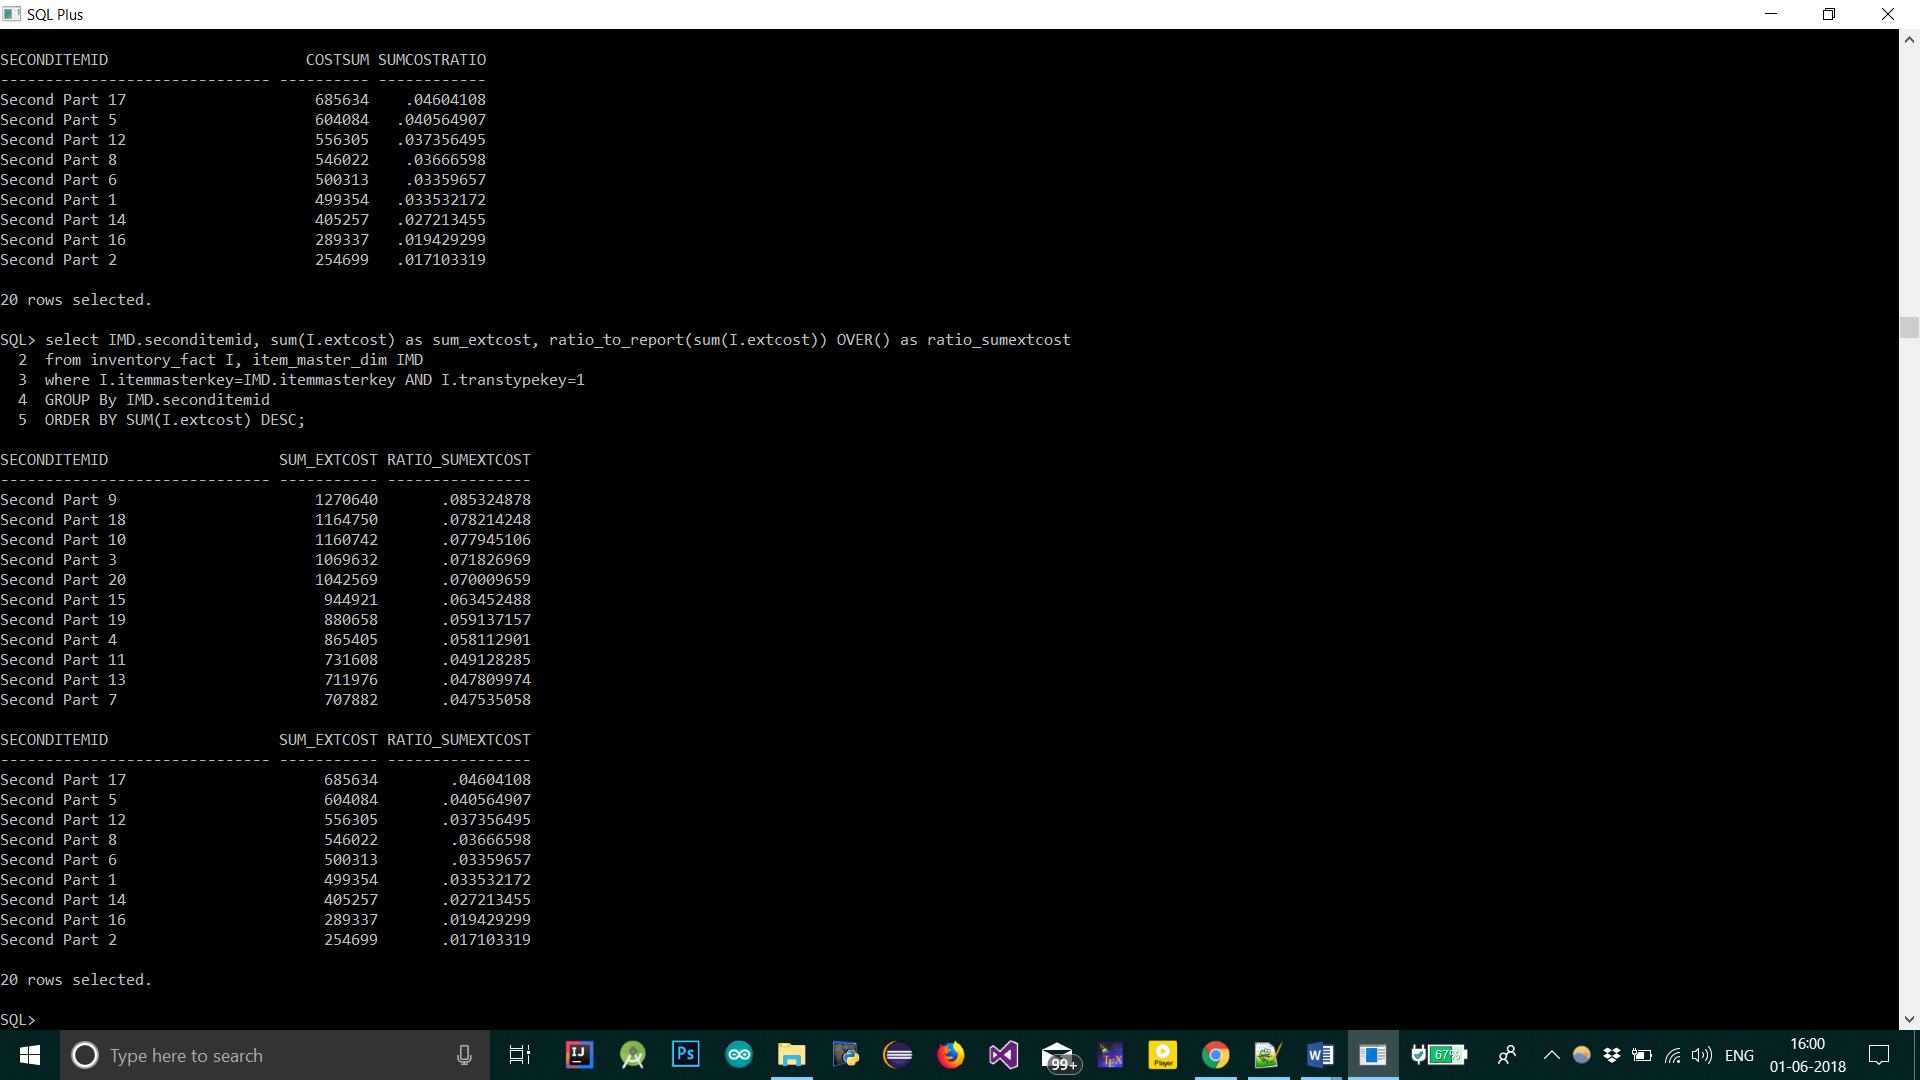 SQL Plus
SECONDITEMID                       COSTSUM SUMCOSTRATIO
------------------------------ ---------- ------------
Second Part 17                     685634    .04604108
Second Part 5                      604084   .040564907
Second Part 12                     556305   .037356495
Second Part 8                      546022    .03666598
Second Part 6                      500313    .03359657
Second Part 1                      499354   .033532172
Second Part 14                     405257   .027213455
Second Part 16                     289337   .019429299
Second Part 2                      254699   .017103319
20 rows selected.
SQL> select IMD.seconditemid, sum(I.extcost) as sum_extcost, ratio_to_report(sum(I.extcost)) OVER() as ratio_sumextcost
  2  from inventory_fact I, item_master_dim IMD
  3  where I.itemmasterkey=IMD.itemmasterkey AND I.transtypekey=1
  4  GROUP By IMD.seconditemid
  5  ORDER BY SUM(I.extcost) DESC;
SECONDITEMID                   SUM_EXTCOST RATIO_SUMEXTCOST
------------------------------ ----------- ----------------
Second Part 9                      1270640       .085324878
Second Part 18                     1164750       .078214248
Second Part 10                     1160742       .077945106
Second Part 3                      1069632       .071826969
Second Part 20                     1042569       .070009659
Second Part 15                      944921       .063452488
Second Part 19                      880658       .059137157
Second Part 4                       865405       .058112901
Second Part 11                      731608       .049128285
Second Part 13                      711976       .047809974
Second Part 7                       707882       .047535058
SECONDITEMID                   SUM_EXTCOST RATIO_SUMEXTCOST
------------------------------ ----------- ----------------
Second Part 17                      685634        .04604108
Second Part 5                       604084       .040564907
Second Part 12                      556305       .037356495
Second Part 8                       546022        .03666598
Second Part 6                       500313        .03359657
Second Part 1                       499354       .033532172
Second Part 14                      405257       .027213455
Second Part 16                      289337       .019429299
Second Part 2                       254699       .017103319
20 rows selected.
SQL>
Type here to search
IJ
Ps
99+
TEX
Player
67%
ENG
16:00
01-06-2018